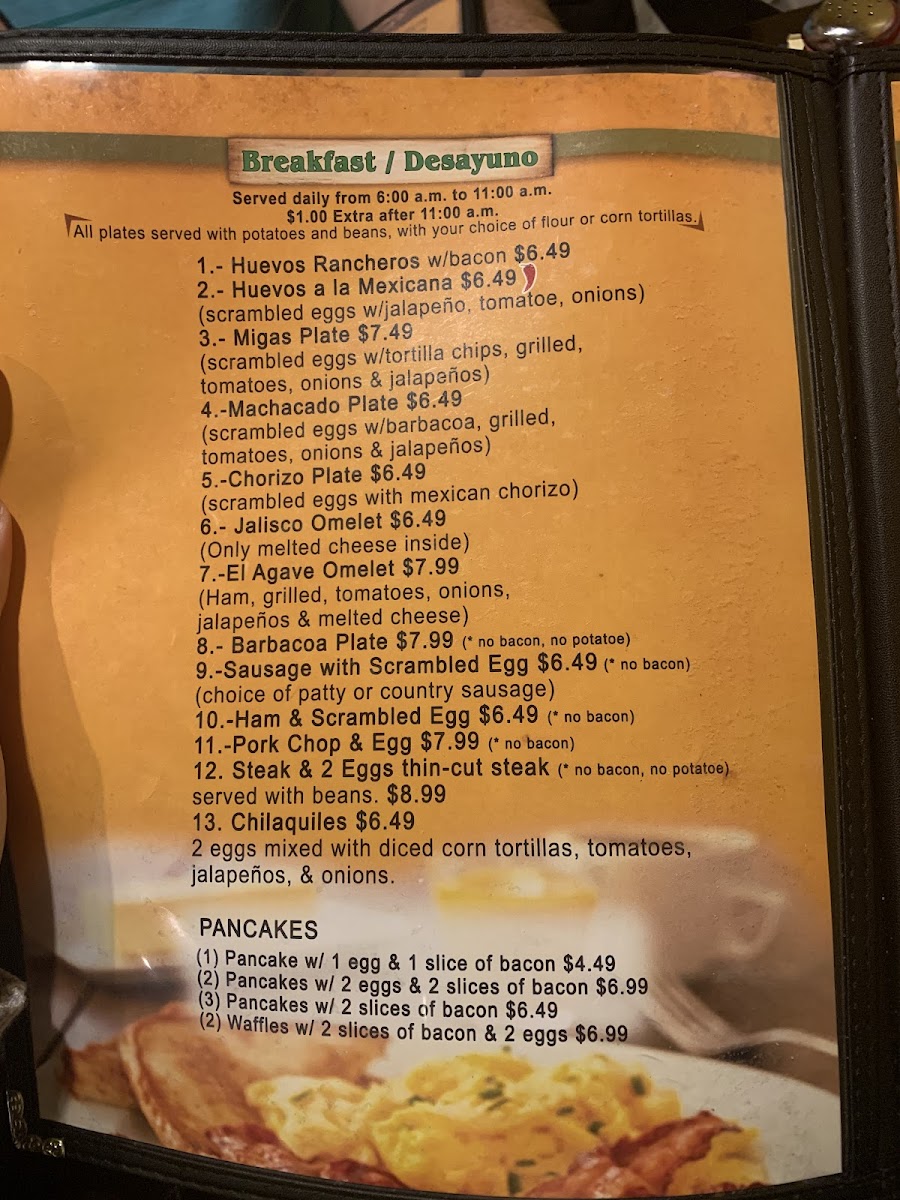 Breakfast / Desayuno
Served daily from 6:00 a.m. to 11:00 a.m.
$1.00 Extra after 11:00 a.m.
All plates served with potatoes and beans, with your choice of flour or corn tortillas.
1.- Huevos Rancheros w/bacon $6.49
2.- Huevos a la Mexicana $6.49
(scrambled eggs w/jalapeño, tomatoe, onions)
3.- Migas Plate $7.49
(scrambled eggs w/tortilla chips, grilled,
tomatoes, onions & jalapeños)
4.-Machacado Plate $6.49
(scrambled eggs w/barbacoa, grilled,
tomatoes, onions & jalapeños)
5.-Chorizo Plate $6.49
(scrambled eggs with mexican chorizo)
6.- Jalisco Omelet $6.49
(Only melted cheese inside)
7.-El Agave Omelet $7.99
(Ham, grilled, tomatoes, onions,
jalapeños & melted cheese)
8.- Barbacoa Plate $7.99 (* no bacon, no potatoe)
9.-Sausage with Scrambled Egg $6.49 (* no bacon)
(choice of patty or country sausage)
10.-Ham & Scrambled Egg $6.49 (* no bacon)
11.-Pork Chop & Egg $7.99 (* no bacon)
12. Steak & 2 Eggs thin-cut steak (* no bacon, no potatoe)
served with beans. $8.99
13. Chilaquiles $6.49
2 eggs mixed with diced corn tortillas, tomatoes,
jalapeños, & onions.
PANCAKES
(1) Pancake w/ 1 egg & 1 slice of bacon $4.49
(2) Pancakes w/ 2 eggs & 2 slices of bacon $6.99
(3) Pancakes w/ 2 slices of bacon $6.49
(2) Waffles w/ 2 slices of bacon & 2 eggs $6.99